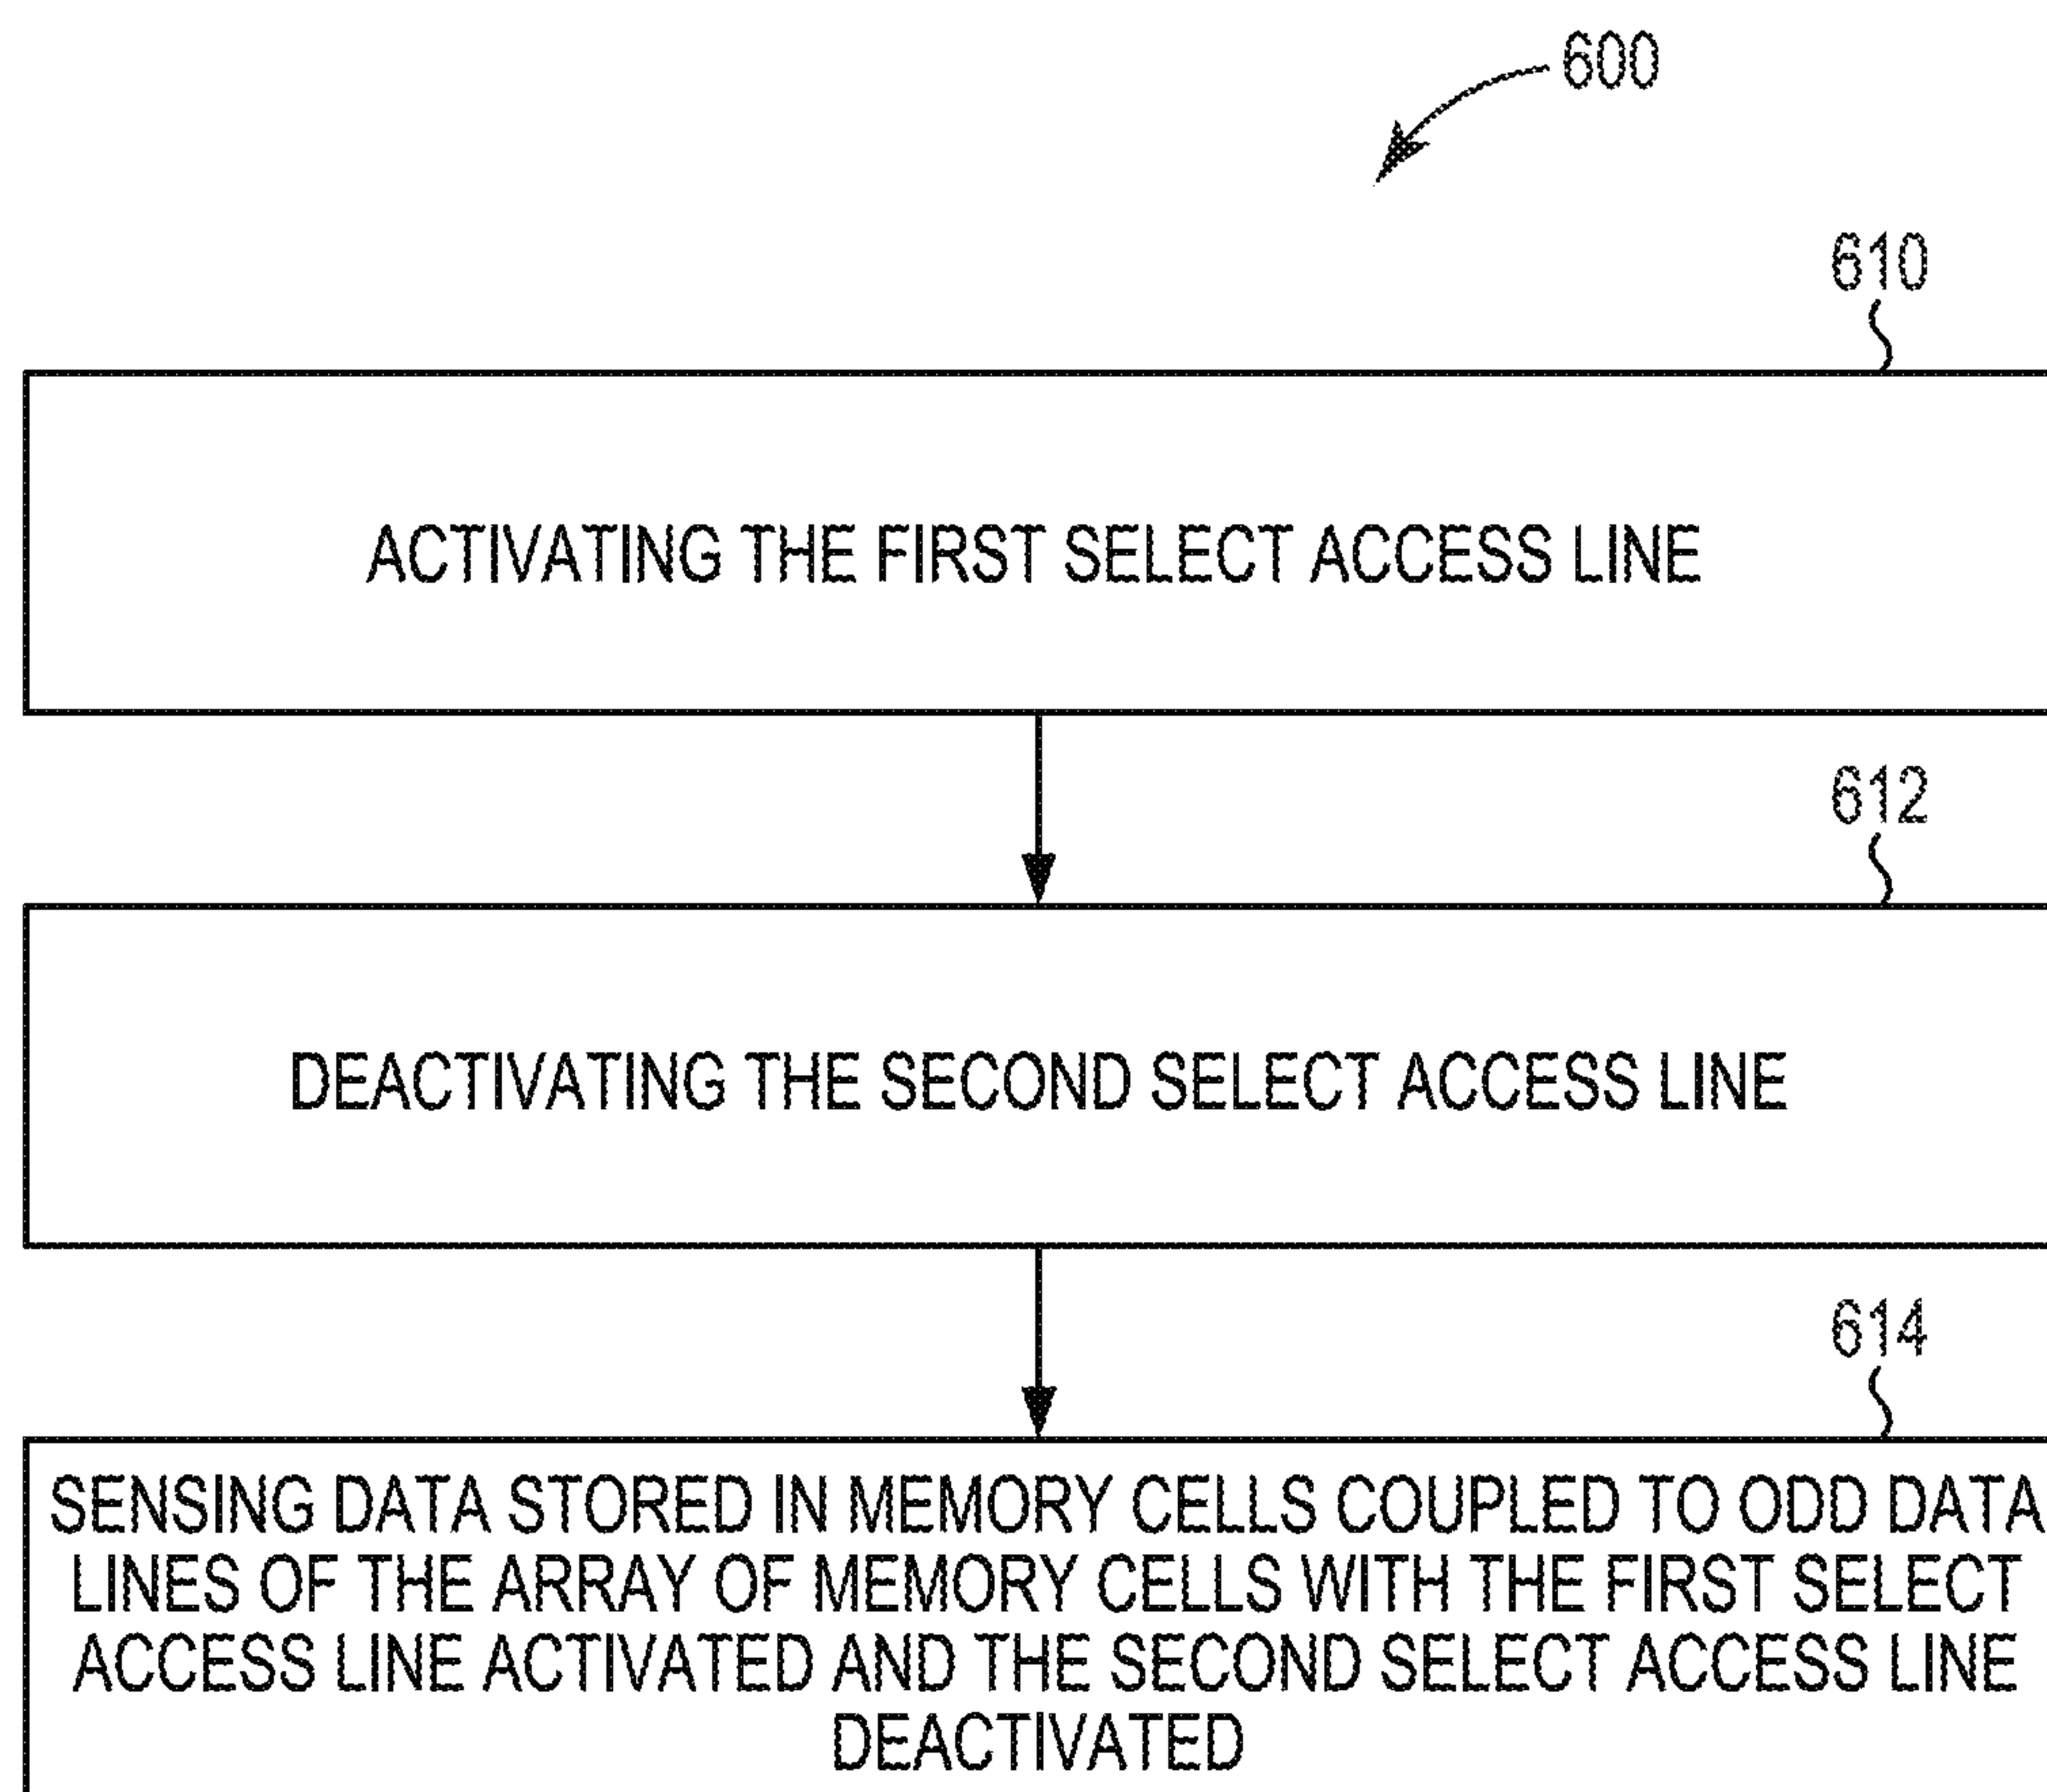 600
610
ACTIVATING THE FIRST SELECT ACCESS LINE
612
DEACTIVATING THE SECOND SELECT ACCESS LINE
614
SENSING DATA STORED IN MEMORY CELLS COUPLED TO ODD DATA
LINES OF THE ARRAY OF MEMORY CELLS WITH THE FIRST SELECT
ACCESS LINE ACTIVATED AND THE SECOND SELECT ACCESS LINE
DEACTIVATED